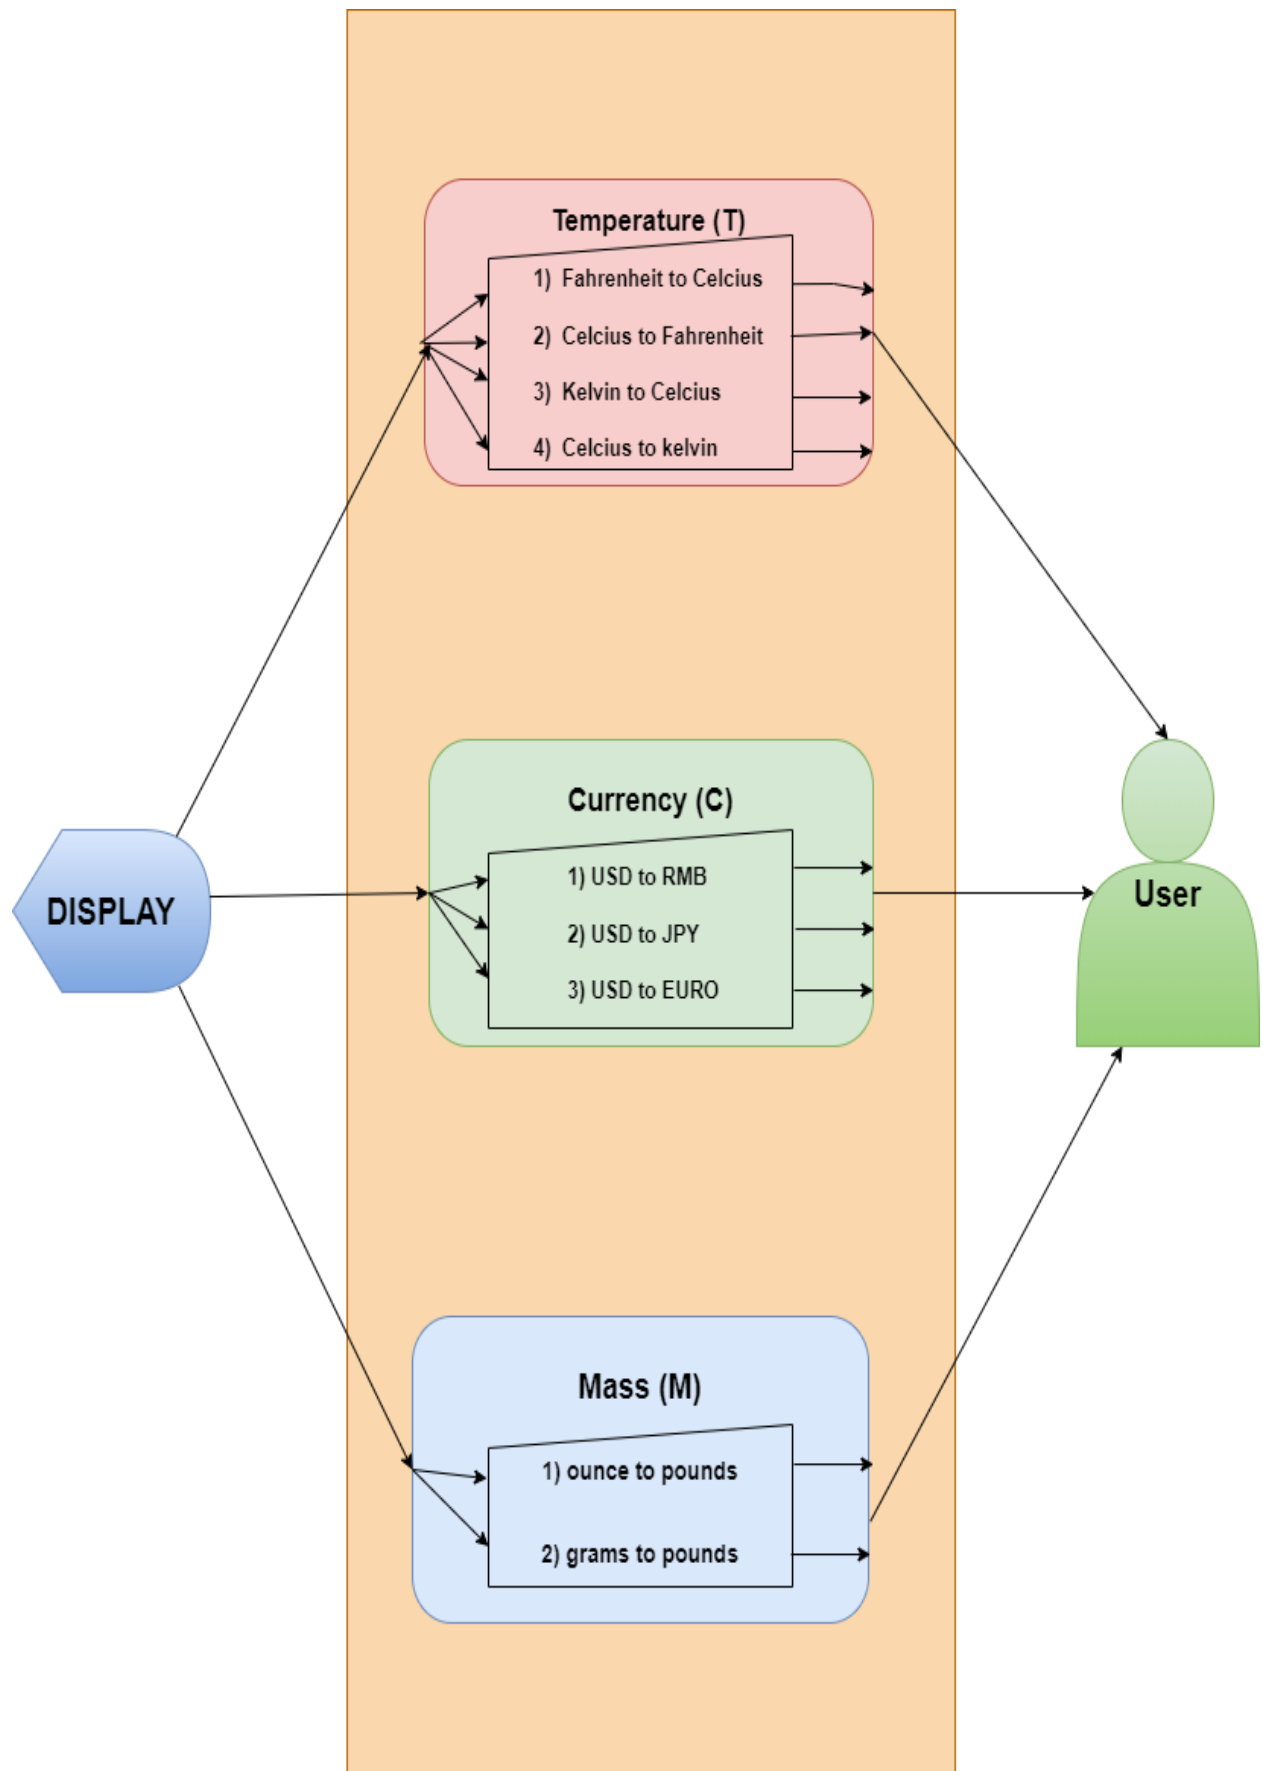 Temperature (T)
1) Fahrenheit to Celcius
2) Celcius to Fahrenheit
3) Kelvin to Celcius
4) Celcius to kelvin
Currency (C)
1) USD to RMB
2) USD to JPY
3) USD to EURO
DISPLAY
User
Mass (M)
1) ounce to pounds
2) grams to pounds